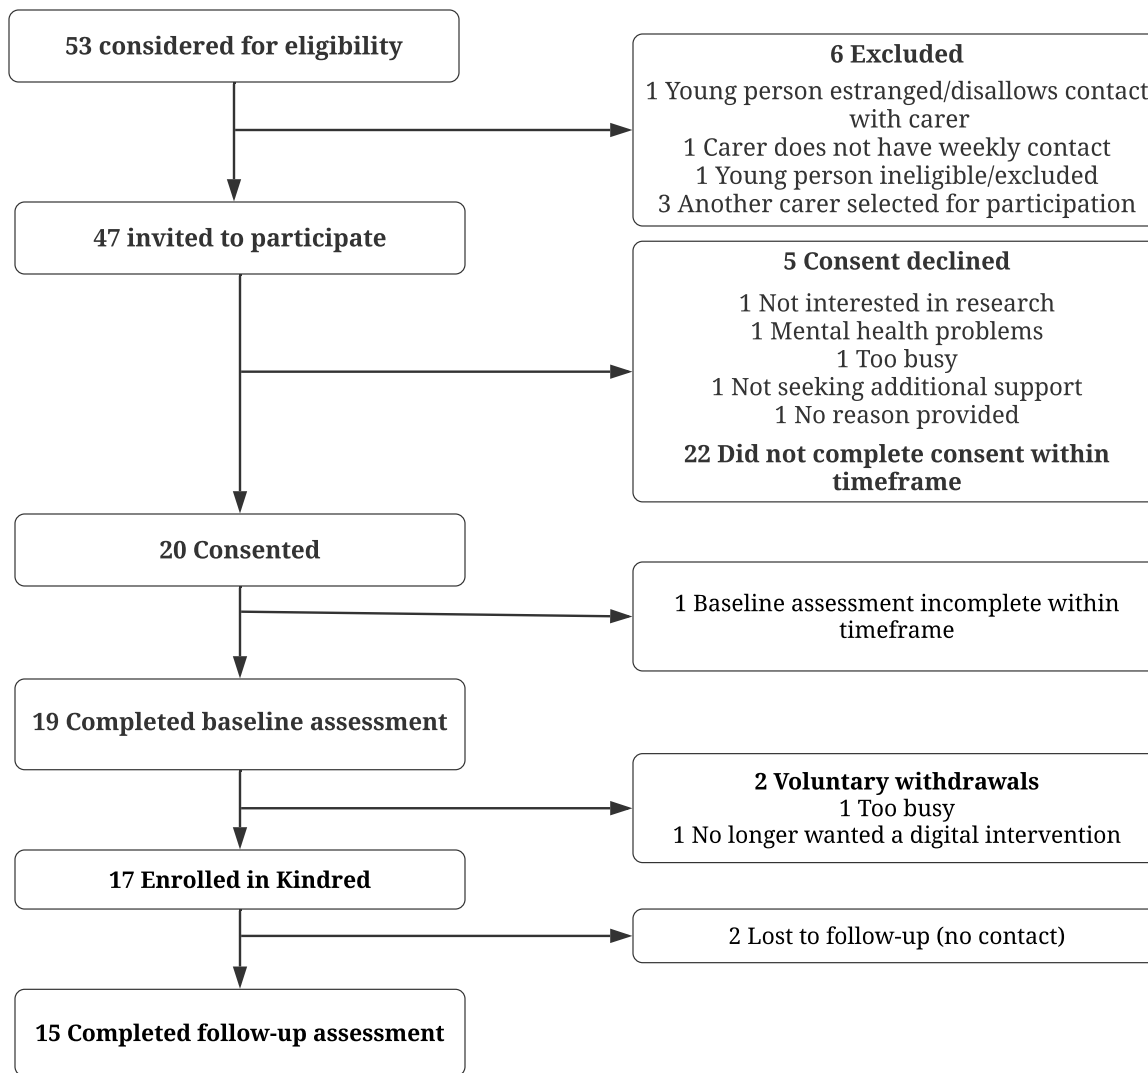 53 considered for eligibility
6 Excluded
1 Young person estranged/disallows contact
with carer
1 Carer does not have weekly contact
1 Young person ineligible/excluded
3 Another carer selected for participation
47 invited to participate
5 Consent declined
1 Not interested in research
1 Mental health problems
1 Too busy
1 Not seeking additional support
1 No reason provided
22 Did not complete consent within
timeframe
20 Consented
1 Baseline assessment incomplete within
timeframe
19 Completed baseline assessment
2 Voluntary withdrawals
1 Too busy
1 No longer wanted a digital intervention
17 Enrolled in Kindred
2 Lost to follow-up (no contact)
15 Completed follow-up assessment